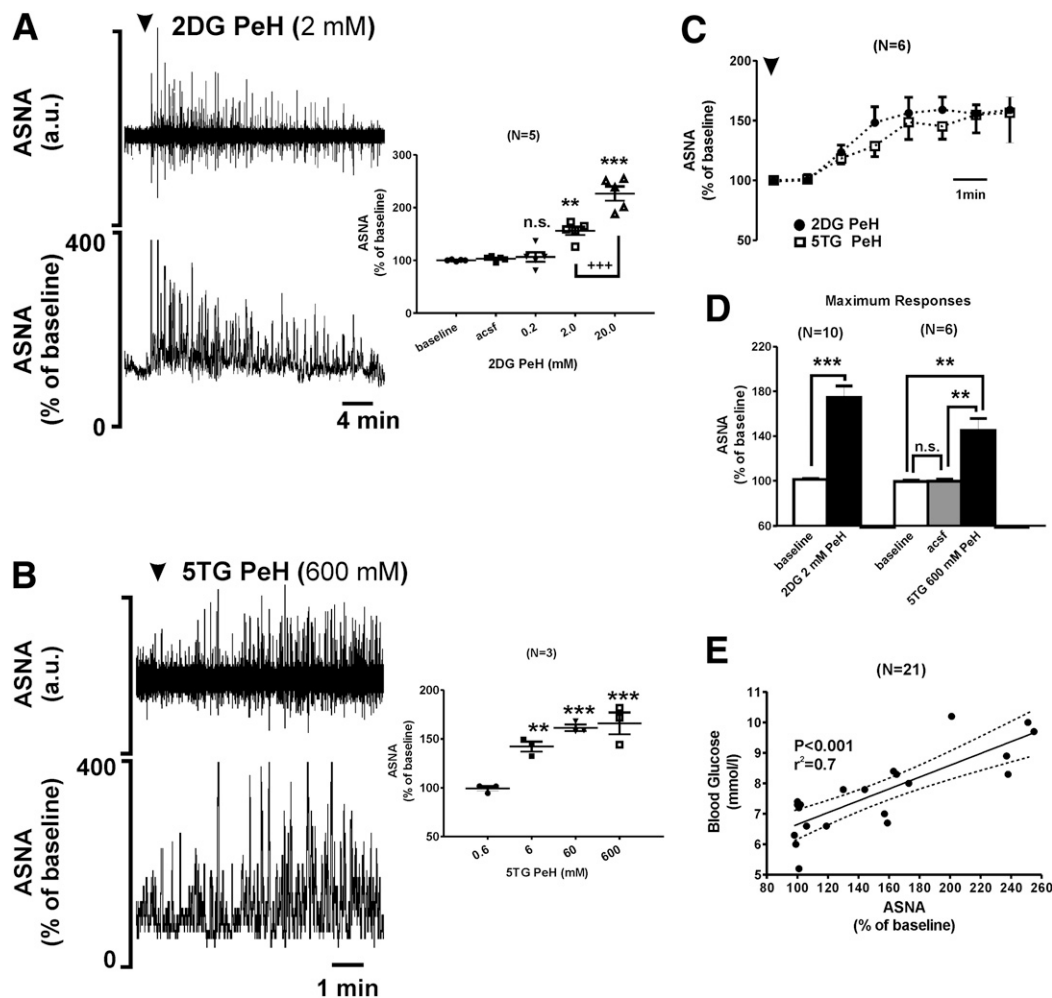 A
2DG PeH (2 mM)
ASNA
(a.u.)
400
ASNA
(% of baseline)
0
4 min
(N=5)
300
200
100
0
ASNA
(% of baseline)
n.s.
**
***
+++
baseline
acsf
0.2
2.0
20.0
2DG PeH (mM)
B
5TG PeH (600 mM)
ASNA
(a.u.)
400
ASNA
(% of baseline)
0
1 min
(N=3)
200
150
100
50
ASNA
(% of baseline)
**
***
***
0.6
6
60
600
5TG PeH (mM)
C
(N=6)
200
150
100
50
ASNA
(% of baseline)
1min
2DG PeH
5TG PeH
D
Maximum Responses
(N=10)
(N=6)
220
180
140
100
60
ASNA
(% of baseline)
***
**
**
n.s.
baseline
2DG 2 mM PeH
baseline
acsf
5TG 600 mM PeH
E
(N=21)
11
10
9
8
7
6
5
Blood Glucose
(mmol/l)
P<0.001
r²=0.7
80 100 120 140 160 180 200 220 240 260
ASNA
(% of baseline)